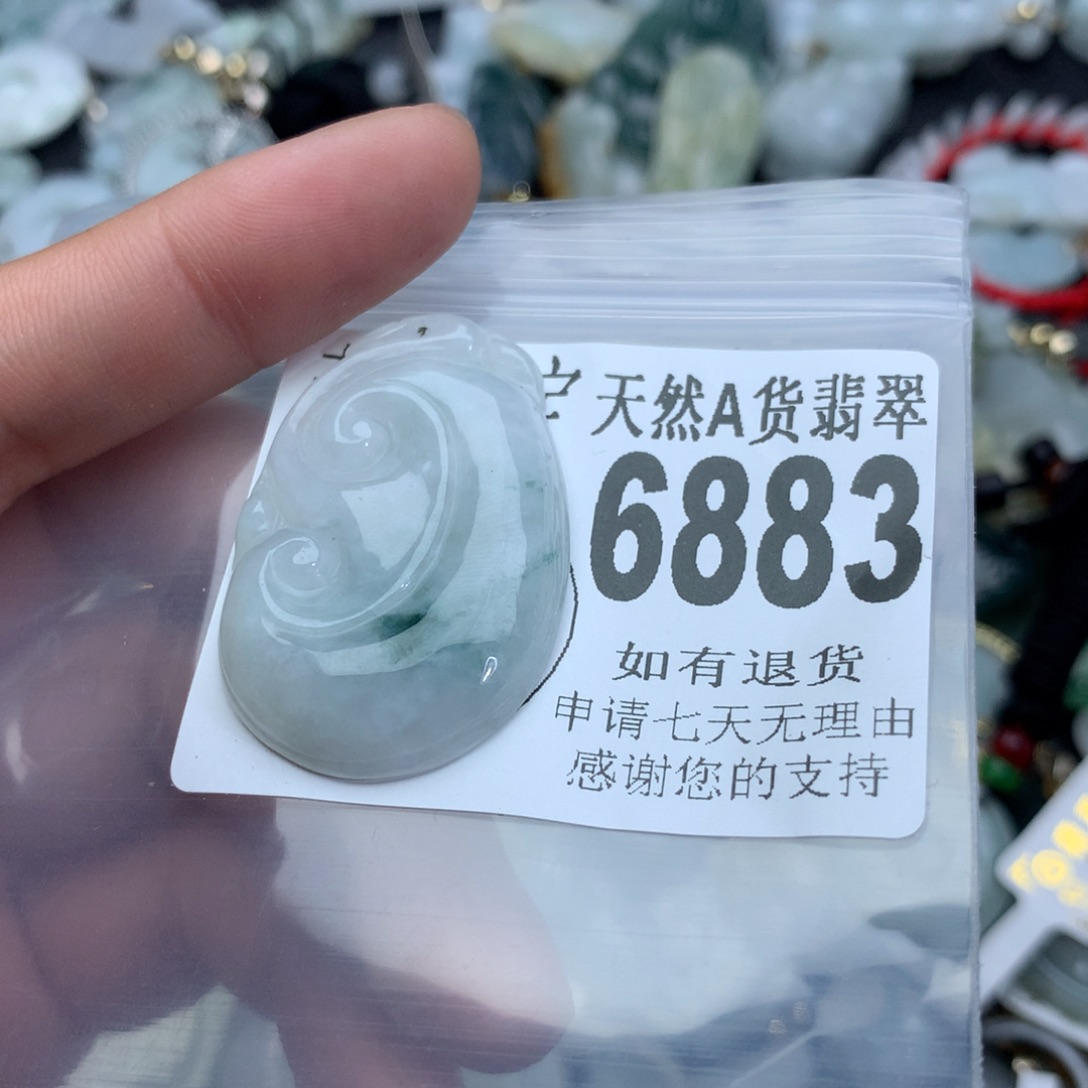 天然A货翡翠
6883
如有退货
申请七天无理由
感谢您的支持